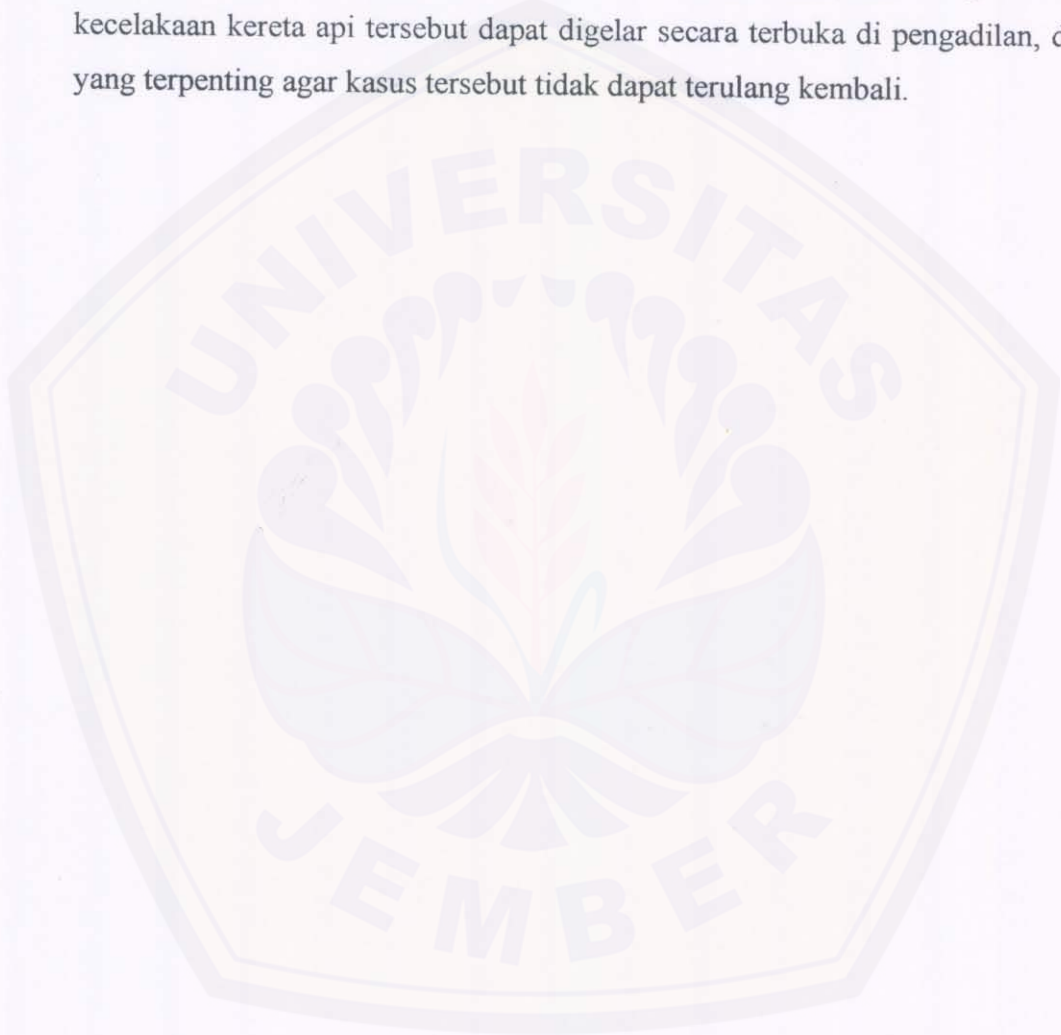 kecelakaan kereta api tersebut dapat digelar secara terbuka di pengadilan,
yang terpenting agar kasus tersebut tidak dapat terulang kembali.
UNIVERSITAS
JEMBER